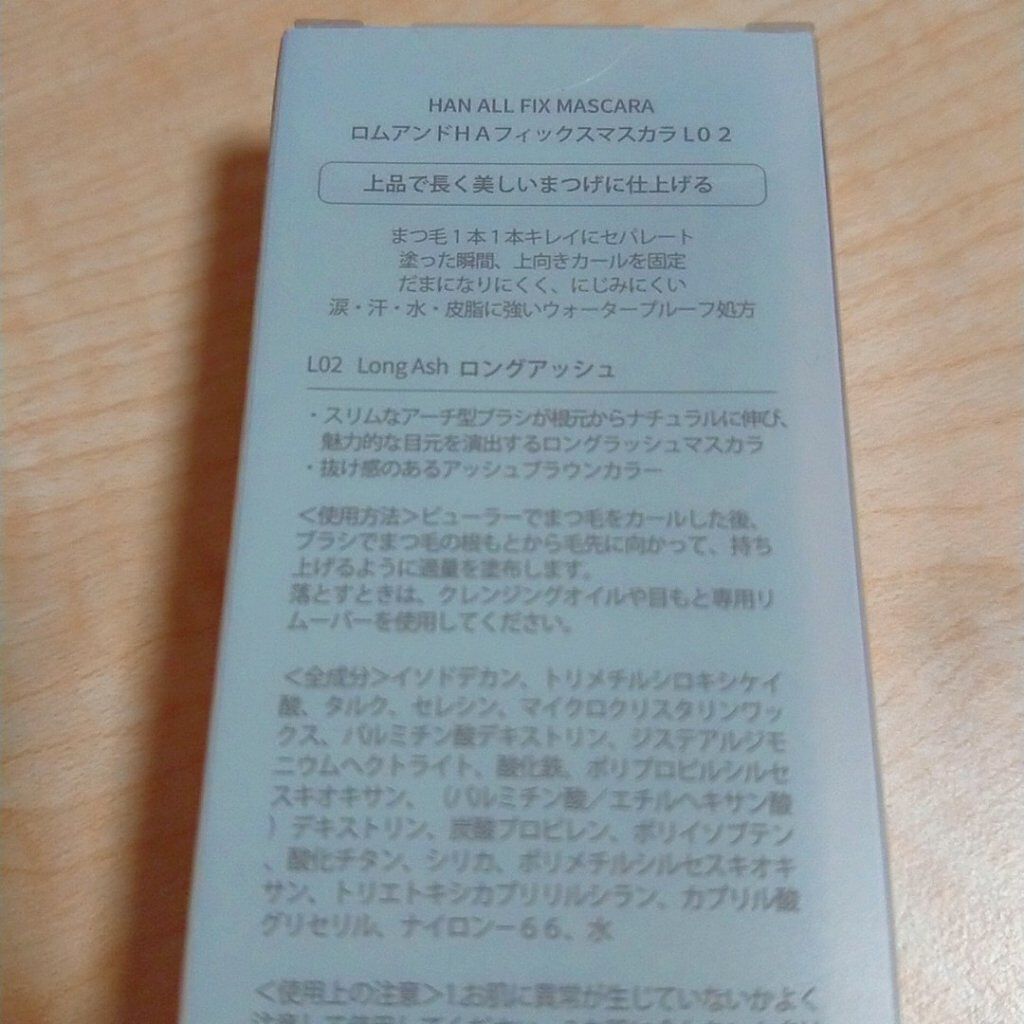 HAN ALL FIX MASCARA
ロムアンドＨＡフィックスマスカラ L０２
上品で長く美しいまつげに仕上げる
まつ毛１本１本キレイにセパレート
塗った瞬間、上向きカールを固定
だまになりにくく、にじみにくい
涙・汗・水・皮脂に強いウォータープルーフ処方
L02 Long Ash ロングアッシュ
・スリムなアーチ型ブラシが根元からナチュラルに伸び、
魅力的な目元を演出するロングラッシュマスカラ
・抜け感のあるアッシュブラウンカラー
＜使用方法＞ビューラーでまつ毛をカールした後、
ブラシでまつ毛の根もとから毛先に向かって、持ち
上げるように適量を塗布します。
落とすときは、クレンジングオイルや目もと専用リ
ムーバーを使用してください。
＜全成分＞イソドデカン、トリメチルシロキシケイ
酸、タルク、セレシン、マイクロクリスタリンワッ
クス、パルミチン酸デキストリン、ジステアルジモ
ニウムヘクトライト、酸化鉄、ポリプロピルシルセ
スキオキサン、（パルミチン酸／エチルヘキサン酸
）デキストリン、炭酸プロピレン、ポリイソブテン
、酸化チタン、シリカ、ポリメチルシルセスキオキ
サン、トリエトキシカプリリルシラン、カプリル酸
グリセリル、ナイロン－６６、水
＜使用上の注意＞1.お肌に異常が生じていないかよく